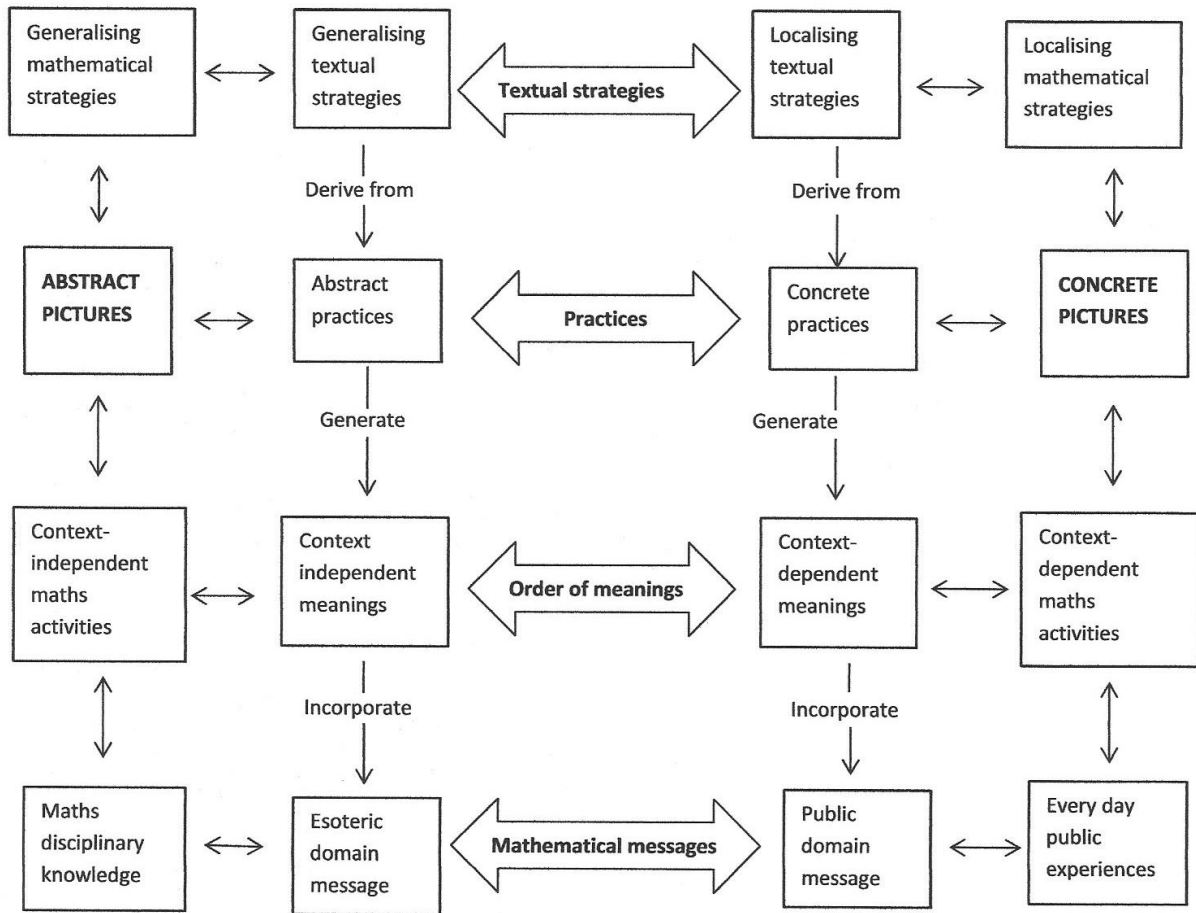 Generalising
mathematical
strategies
Generalising
textual
strategies
Textual strategies
Localising
textual
strategies
Localising
mathematical
strategies
Derive from
Derive from
ABSTRACT
PICTURES
Abstract
practices
Practices
Concrete
practices
CONCRETE
PICTURES
Generate
Generate
Context-
independent
maths
activities
Context
independent
meanings
Order of meanings
Context-
dependent
meanings
Context-
dependent
maths
activities
Incorporate
Incorporate
Maths
disciplinary
knowledge
Esoteric
domain
message
Mathematical messages
Public
domain
message
Every day
public
experiences